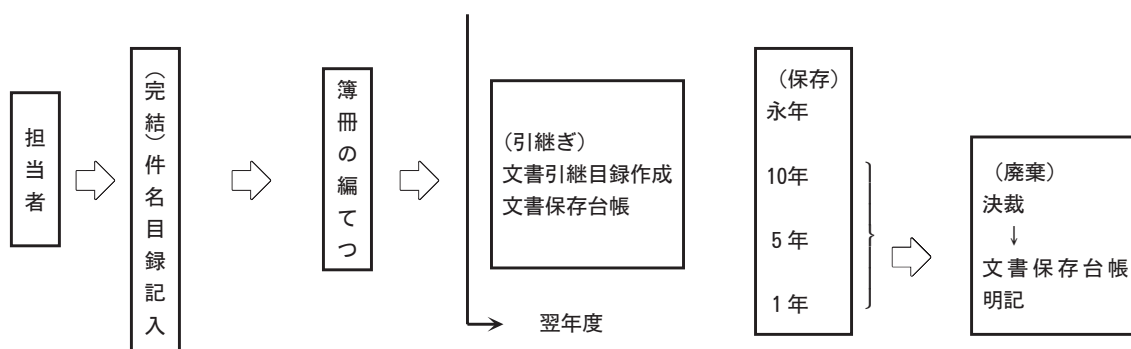 担当者
（完結）件名目録記入
簿冊の編てつ
（引継ぎ）
文書引継目録作成
文書保存台帳
翌年度
（保存）
永年
10年
5年
1年
（廃棄）
決裁
↓
文書保存台帳
明記